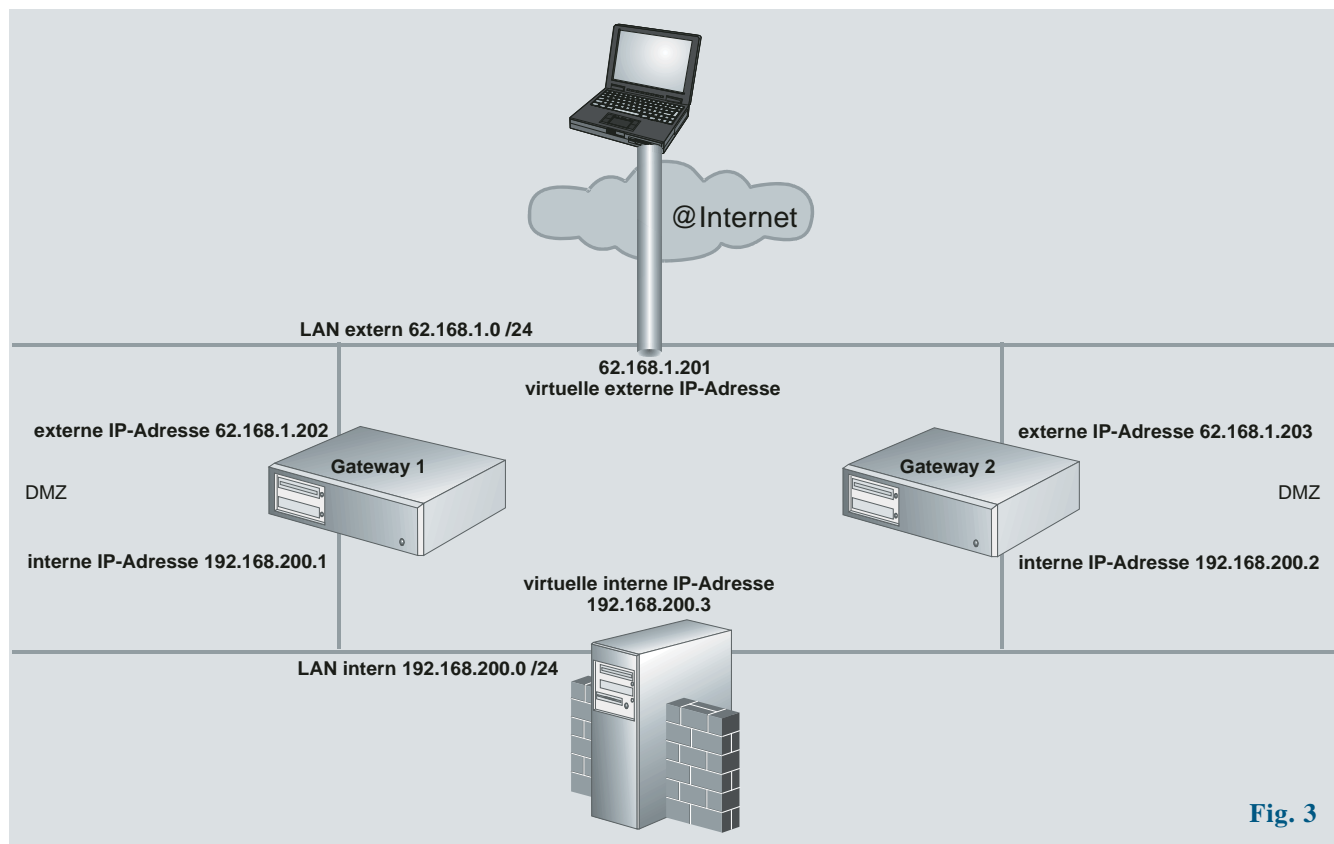 @Internet
LAN extern 62.168.1.0 /24
62.168.1.201
virtuelle externe IP-Adresse
externe IP-Adresse 62.168.1.202
externe IP-Adresse 62.168.1.203
Gateway 1
Gateway 2
DMZ
DMZ
interne IP-Adresse 192.168.200.1
interne IP-Adresse 192.168.200.2
virtuelle interne IP-Adresse
192.168.200.3
LAN intern 192.168.200.0 /24
Fig. 3